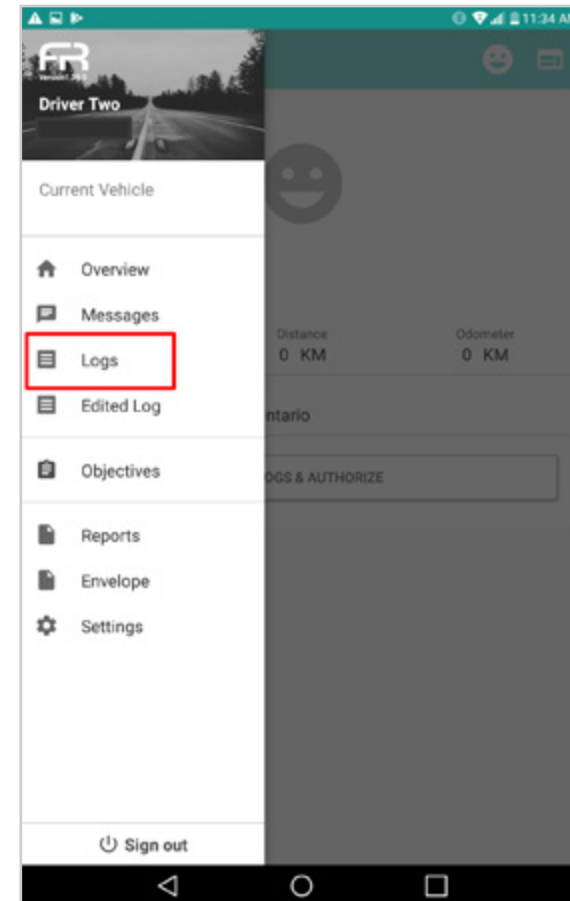 11:34 AM
FR
Driver Two
Current Vehicle
Overview
Messages
Logs
Edited Log
Objectives
Reports
Envelope
Settings
Sign out
Distance
0 KM
Odometer
0 KM
ntario
OGS & AUTHORIZE